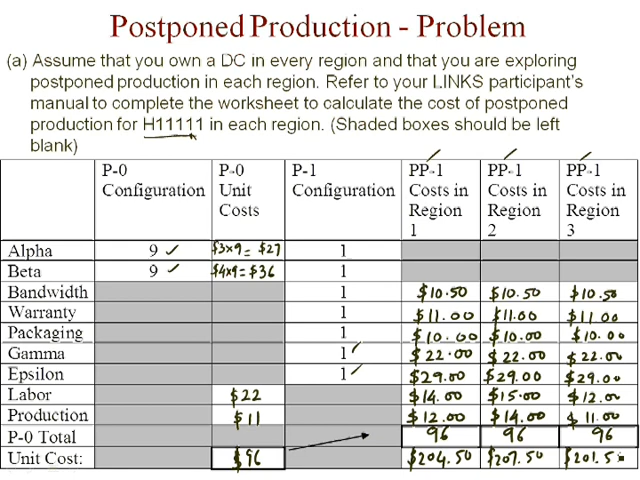 Postponed Production - Problem
(a) Assume that you own a DC in every region and that you are exploring
postponed production in each region. Refer to your LINKS participant's
manual to complete the worksheet to calculate the cost of postponed
production for H11111 in each region. (Shaded boxes should be left
blank)
P-0 Configuration P-0 Unit Costs P-1 Configuration PP-1 Costs in Region 1 PP-1 Costs in Region 2 PP-1 Costs in Region 3
Alpha 9 $3x9 = $27 1
Beta 9 $4x9 = $36 1
Bandwidth 1 $10.50 $10.50 $10.50
Warranty 1 $11.00 $11.00 $11.00
Packaging 1 $10.00 $10.00 $10.00
Gamma 1 $22.00 $22.00 $22.00
Epsilon 1 $29.00 $29.00 $29.00
Labor $22 $14.00 $15.00 $12.00
Production $11 $12.00 $14.00 $11.00
P-0 Total 96 96 96
Unit Cost: $96 $204.50 $207.50 $201.50